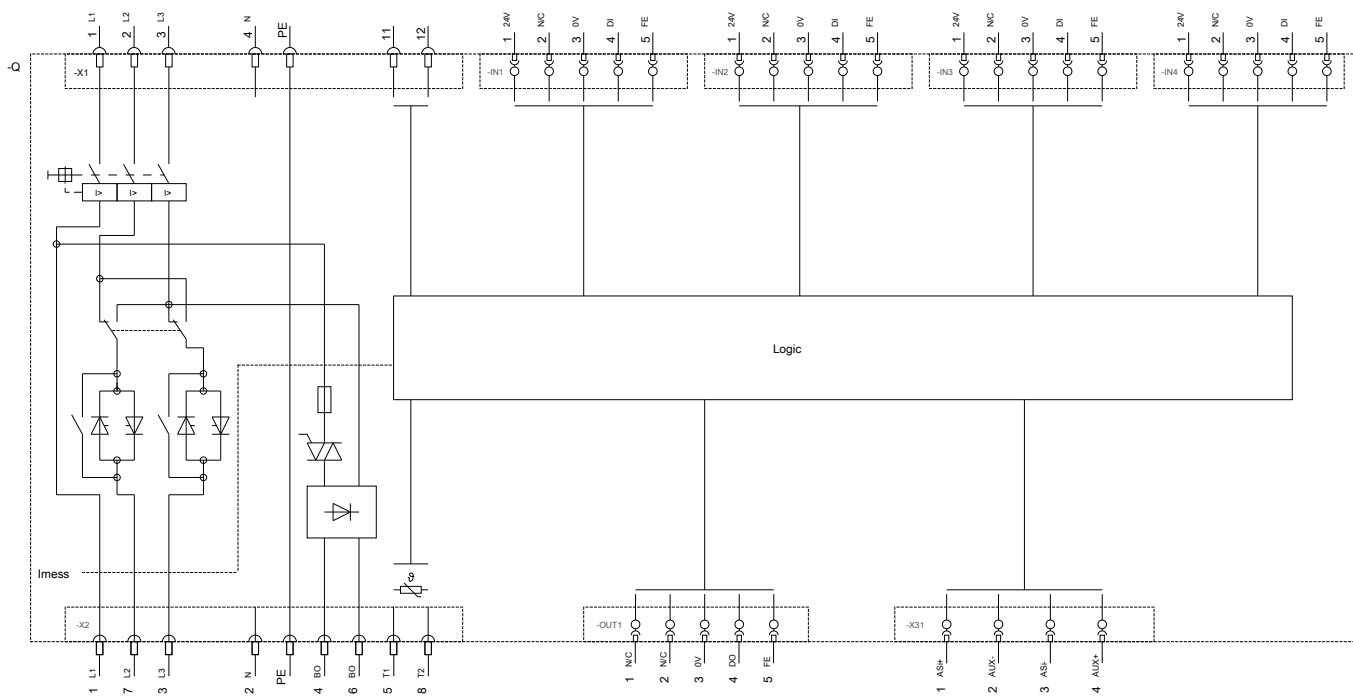 1 L1
2 L2
3 L3
4 N
PE
11
12
1 24V
2 N/C
3 0V
4 DI
5 FE
1 24V
2 N/C
3 0V
4 DI
5 FE
1 24V
2 N/C
3 0V
4 DI
5 FE
1 24V
2 N/C
3 0V
4 DI
5 FE
-Q
-X1
-IN1
-IN2
-IN3
-IN4
I>
I>
I>
Logic
Imess
ϑ
-X2
-OUT1
-X31
1 L1
7 L2
3 L3
2 N
PE
4 BO
6 BO
5 T1
8 T2
1 N/C
2 N/C
3 0V
4 DO
5 FE
1 ASI+
2 AUX-
3 ASI-
4 AUX+